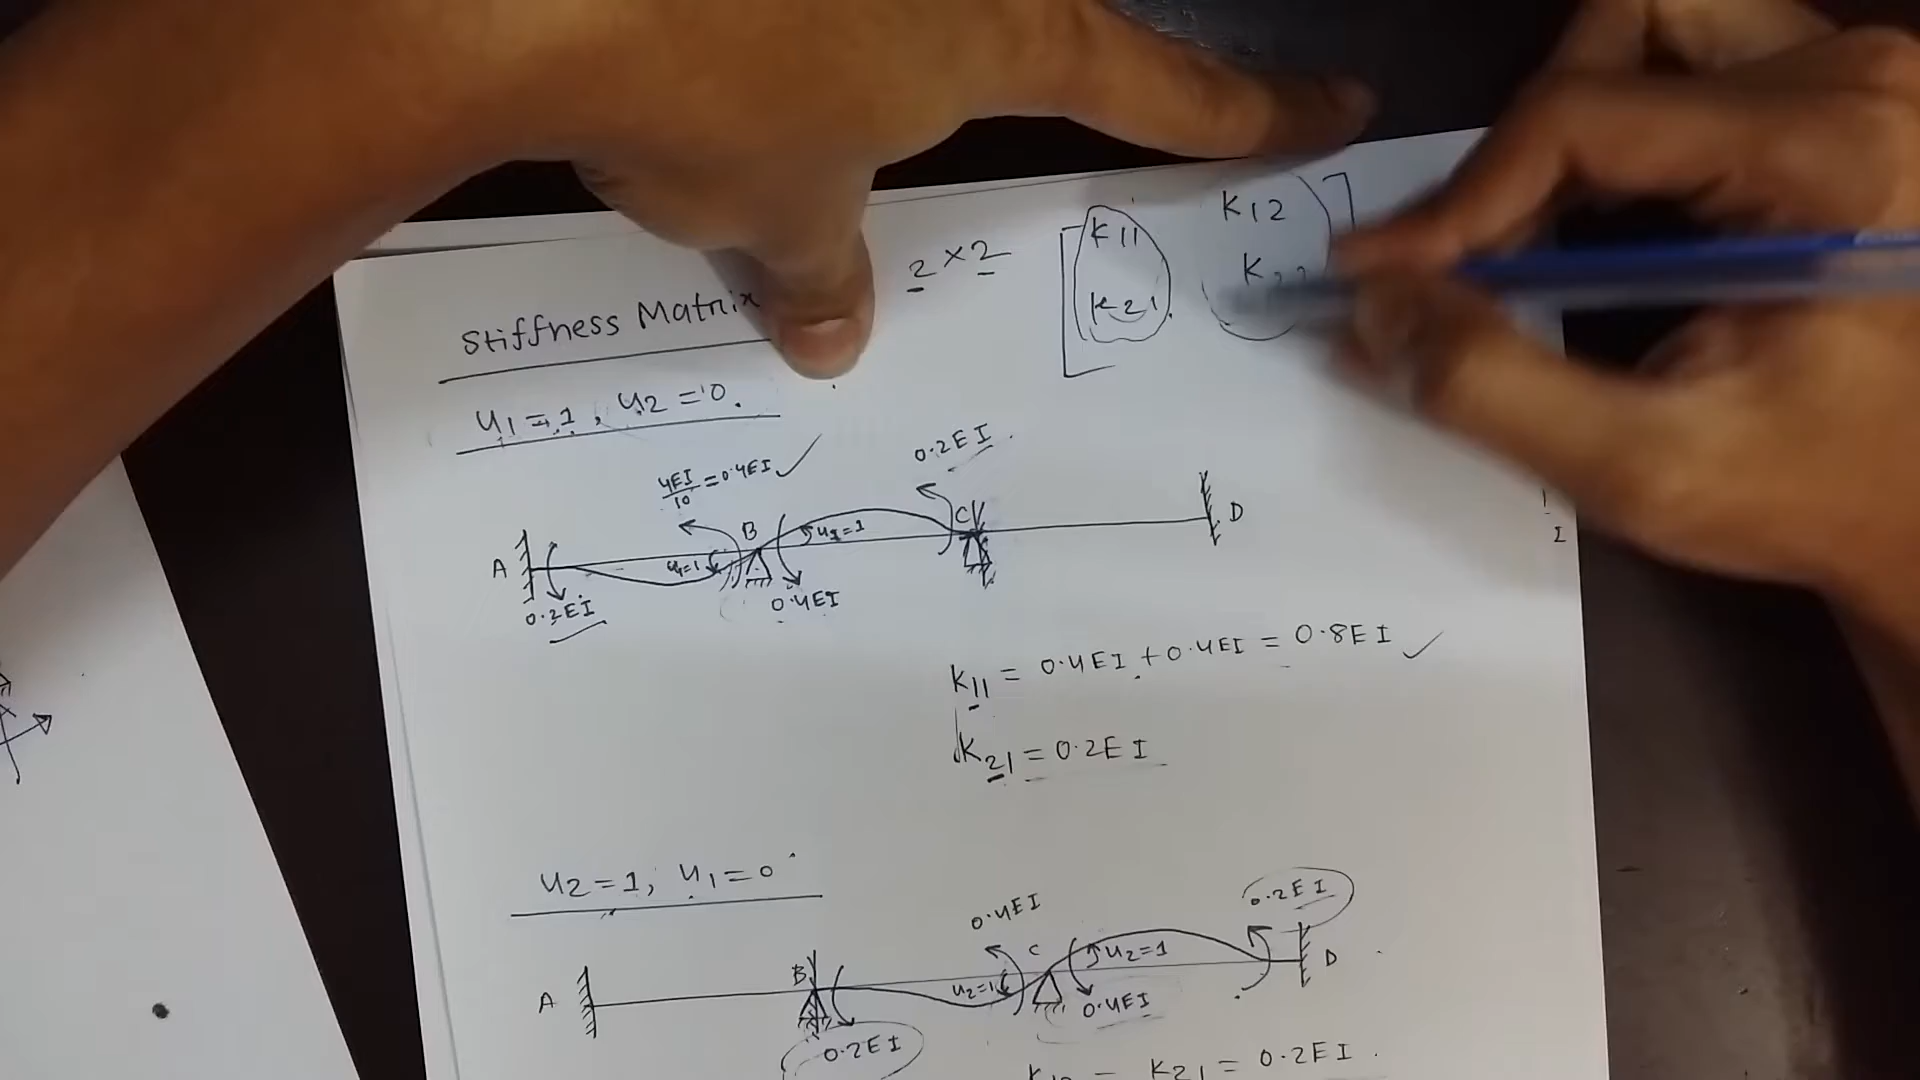 Stiffness Matrix
2 × 2
K11 K12
K21
u1 = 1, u2 = 0.
4EI/10 = 0.4EI ✓
0.2EI.
A B C D
u1=1
0.2EI
0.4EI
K11 = 0.4EI + 0.4EI = 0.8EI ✓
K21 = 0.2EI
u2 = 1, u1 = 0
0.4EI
0.2EI
A B C D
u2=1 u2=1
0.2EI
0.4EI
K21 = 0.2EI.